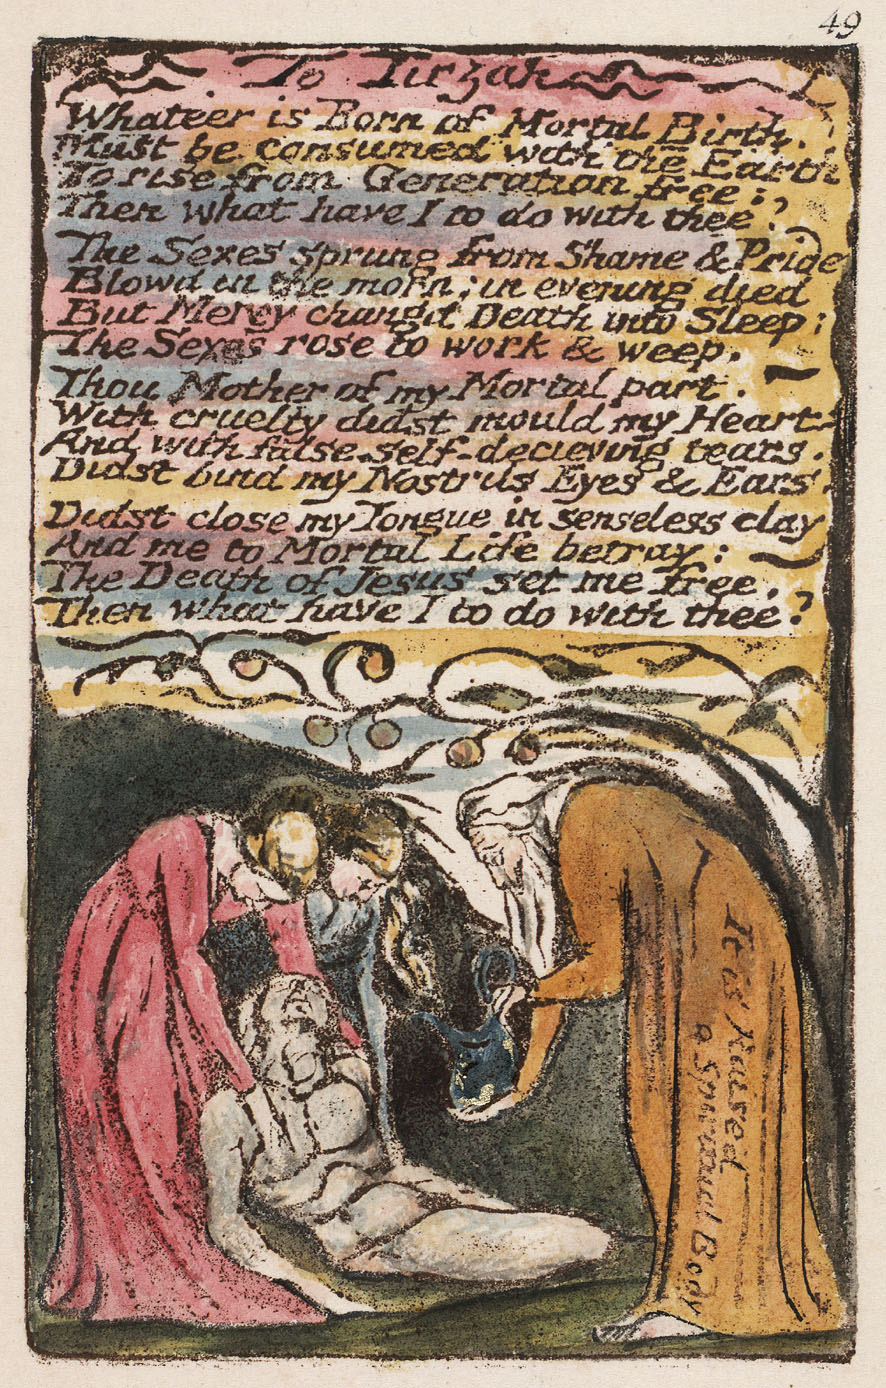 49
To Tirzah
Whate'er is Born of Mortal Birth,
Must be consumed with the Earth
To rise from Generation free;
Then what have I to do with thee?
The Sexes sprung from Shame & Pride
Blow'd in the morn; in evening died
But Mercy changd Death into Sleep;
The Sexes rose to work & weep.
Thou Mother of my Mortal part.
With cruelty didst mould my Heart.
And with false self-decieving tears.
Didst bind my Nostrils Eyes & Ears
Didst close my Tongue in senseless clay
And me to Mortal Life betray:
The Death of Jesus set me free,
Then what have I to do with thee?
It is Raised
a Spiritual Body